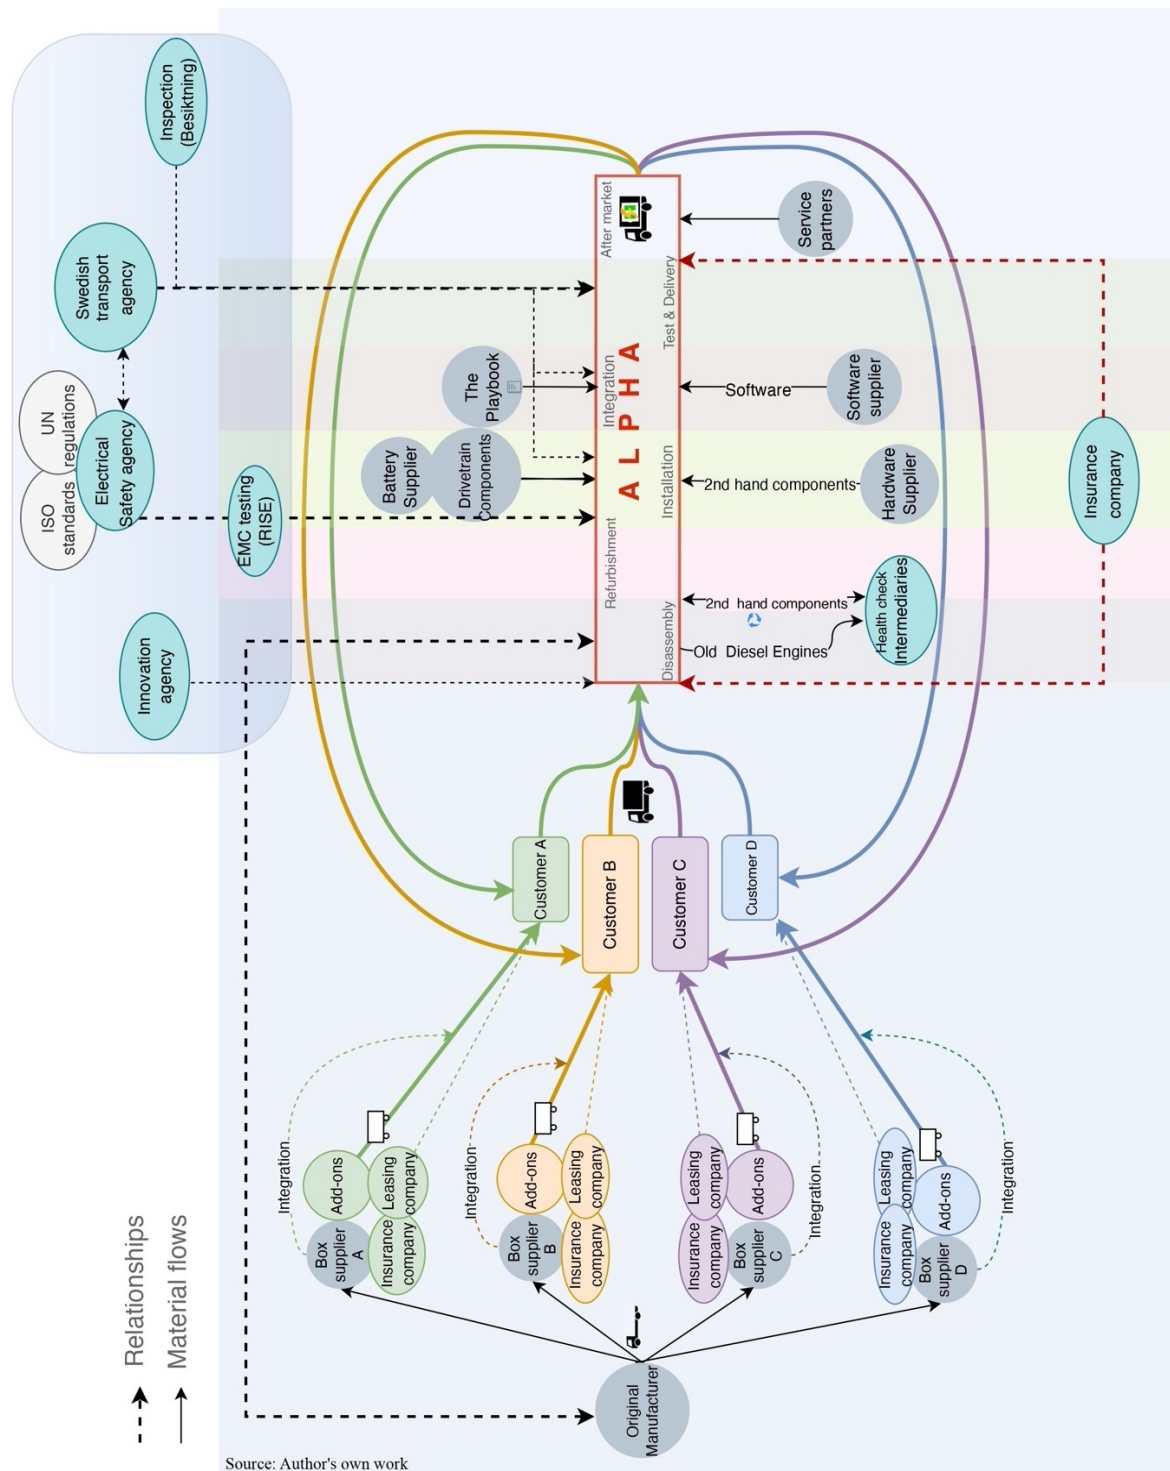 Relationships
Material flows
Inspection
(Besiktning)
Swedish
transport
agency
UN
regulations
ISO
standards
Electrical
Safety agency
EMC testing
(RISE)
Innovation
agency
The
Playbook
Battery
Supplier
Drivetrain
Components
Disassembly
Refurbishment
Installation
Integration
Test & Delivery
After market
A L P H A
Service
partners
Software
Software
supplier
2nd hand components
Hardware
Supplier
2nd hand components
Old Diesel Engines
Health check
Intermediaries
Insurance
company
Customer A
Customer B
Customer C
Customer D
Integration
Box
supplier
A
Add-ons
Insurance
company
Leasing
company
Integration
Box
supplier
B
Add-ons
Insurance
company
Leasing
company
Insurance
company
Leasing
company
Box
supplier
C
Add-ons
Integration
Insurance
company
Leasing
company
Box
supplier
D
Add-ons
Integration
Original
Manufacturer
Source: Author's own work